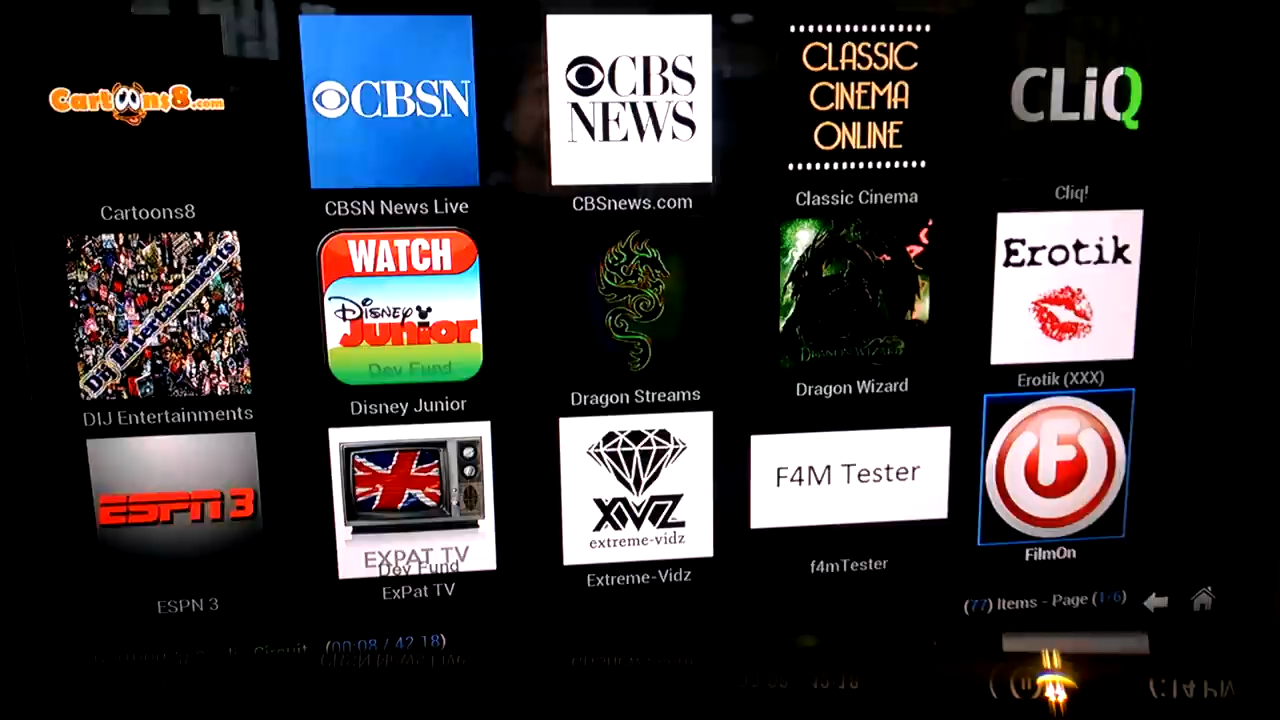 Cartoons8.com
CBSN
CBS
NEWS
CLASSIC
CINEMA
ONLINE
CLiQ
Cartoons8
CBSN News Live
CBSnews.com
Classic Cinema
Cliq!
WATCH
DISNEY
Junior
Dev Fund
DRAGON WIZARD
Erotik
DIJ Entertainments
Disney Junior
Dragon Streams
Dragon Wizard
Erotik (XXX)
ESPN 3
EXPAT TV
Dev Fund
XVZ
extreme-vidz
F4M Tester
F
ESPN 3
ExPat TV
Extreme-Vidz
f4mTester
FilmOn
(77) Items - Page (1/6)
Circuit (00:08 / 42:18)